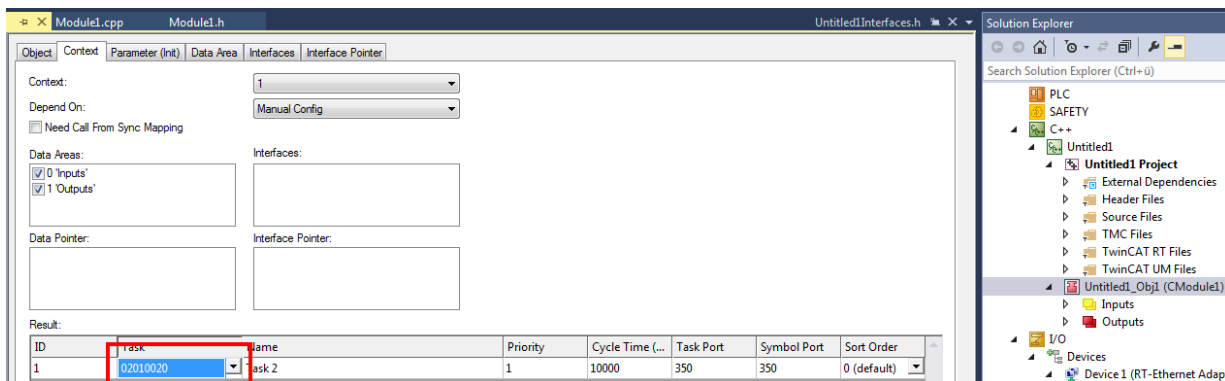 Module1.cpp Module1.h Untitled1Interfaces.h
Object Context Parameter (Init) Data Area Interfaces Interface Pointer
Context: 1
Depend On: Manual Config
Need Call From Sync Mapping
Data Areas: Interfaces:
0 'Inputs'
1 'Outputs'
Data Pointer: Interface Pointer:
Result:
ID Task Name Priority Cycle Time (... Task Port Symbol Port Sort Order
1 02010020 Task 2 1 10000 350 350 0 (default)
Solution Explorer
Search Solution Explorer (Ctrl+ü)
PLC
SAFETY
C++
Untitled1
Untitled1 Project
External Dependencies
Header Files
Source Files
TMC Files
TwinCAT RT Files
TwinCAT UM Files
Untitled1_Obj1 (CModule1)
Inputs
Outputs
I/O
Devices
Device 1 (RT-Ethernet Adap